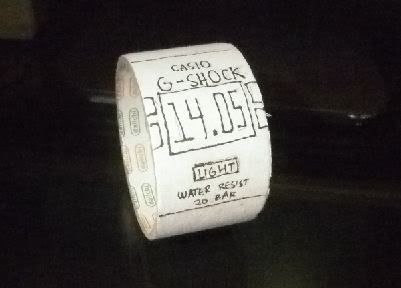 CASIO
G-SHOCK
14.05
LIGHT
WATER RESIST
20 BAR